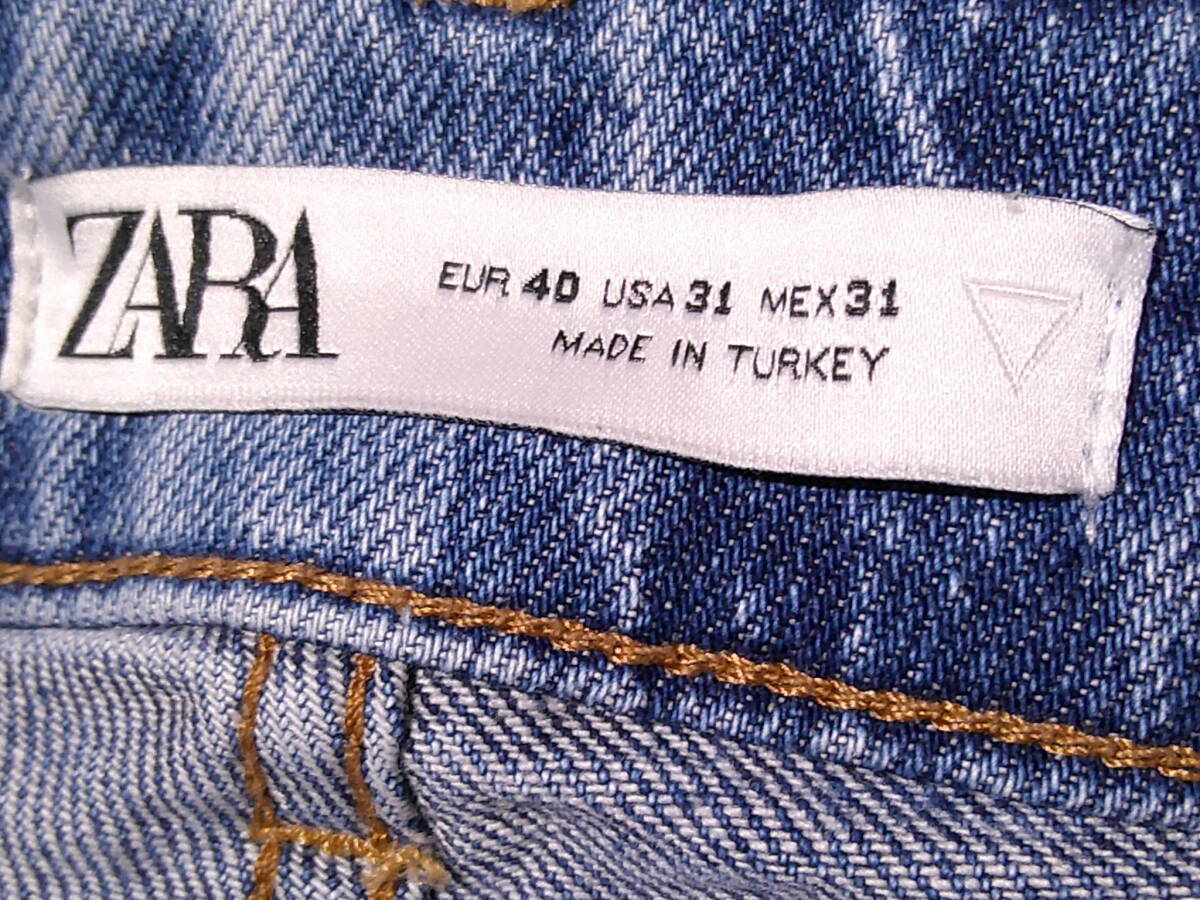 ZARA
EUR 40 USA 31 MEX 31
MADE IN TURKEY